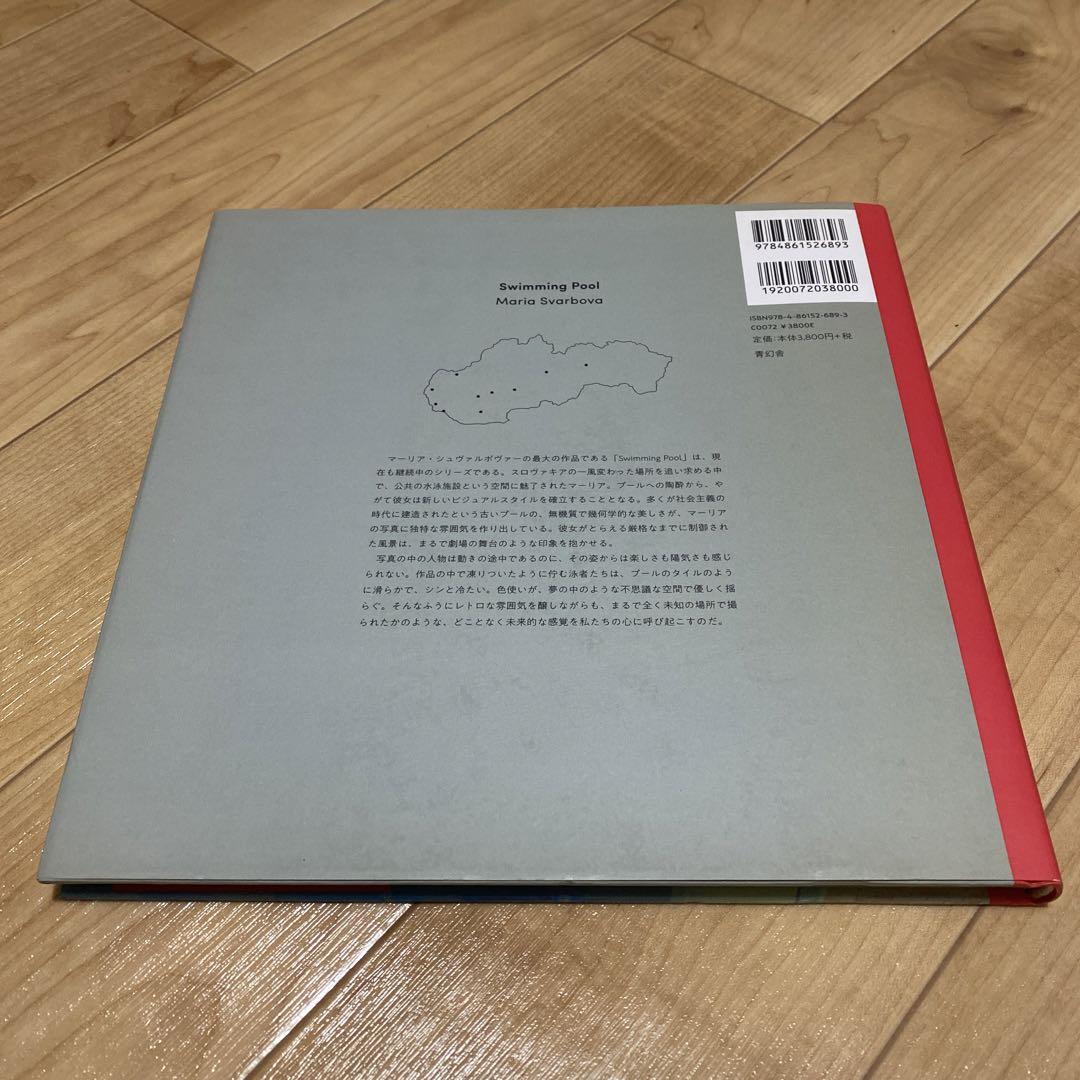 9784861526893
1920072038000
ISBN978-4-86152-689-3
C0072 ¥3800E
定価:本体3,800円+税
青幻舎
Swimming Pool
Maria Svarbova
マーリア・シュヴァルボヴァーの最大の作品である「Swimming Pool」は、現
在も継続中のシリーズである。スロヴァキアの一風変わった場所を追い求める中
で、公共の水泳施設という空間に魅了されたマーリア。プールへの陶酔から、や
がて彼女は新しいビジュアルスタイルを確立することとなる。多くが社会主義の
時代に建造されたという古いプールの、無機質で幾何学的な美しさが、マーリア
の写真に独特な雰囲気を作り出している。彼女がとらえる厳格なまでに制御され
た風景は、まるで劇場の舞台のような印象を抱かせる。
写真の中の人物は動きの途中であるのに、その姿からは楽しさも陽気さも感じ
られない。作品の中で凍りついたように佇む泳者たちは、プールのタイルのよう
に滑らかで、シンと冷たい。色使いが、夢の中のような不思議な空間で優しく揺
らぐ。そんなふうにレトロな雰囲気を醸しながらも、まるで全く未知の場所で撮
られたかのような、どことなく未来的な感覚を私たちの心に呼び起こすのだ。